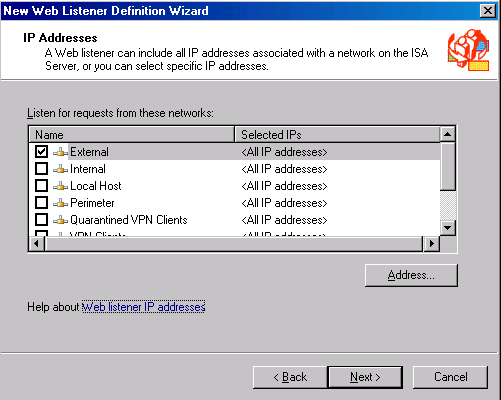 New Web Listener Definition Wizard
IP Addresses
A Web listener can include all IP addresses associated with a network on the ISA
Server, or you can select specific IP addresses.
Listen for requests from these networks:
Name Selected IPs
External <All IP addresses>
Internal <All IP addresses>
Local Host <All IP addresses>
Perimeter <All IP addresses>
Quarantined VPN Clients <All IP addresses>
VPN Clients <All IP addresses>
Address...
Help about Web listener IP addresses
< Back Next > Cancel